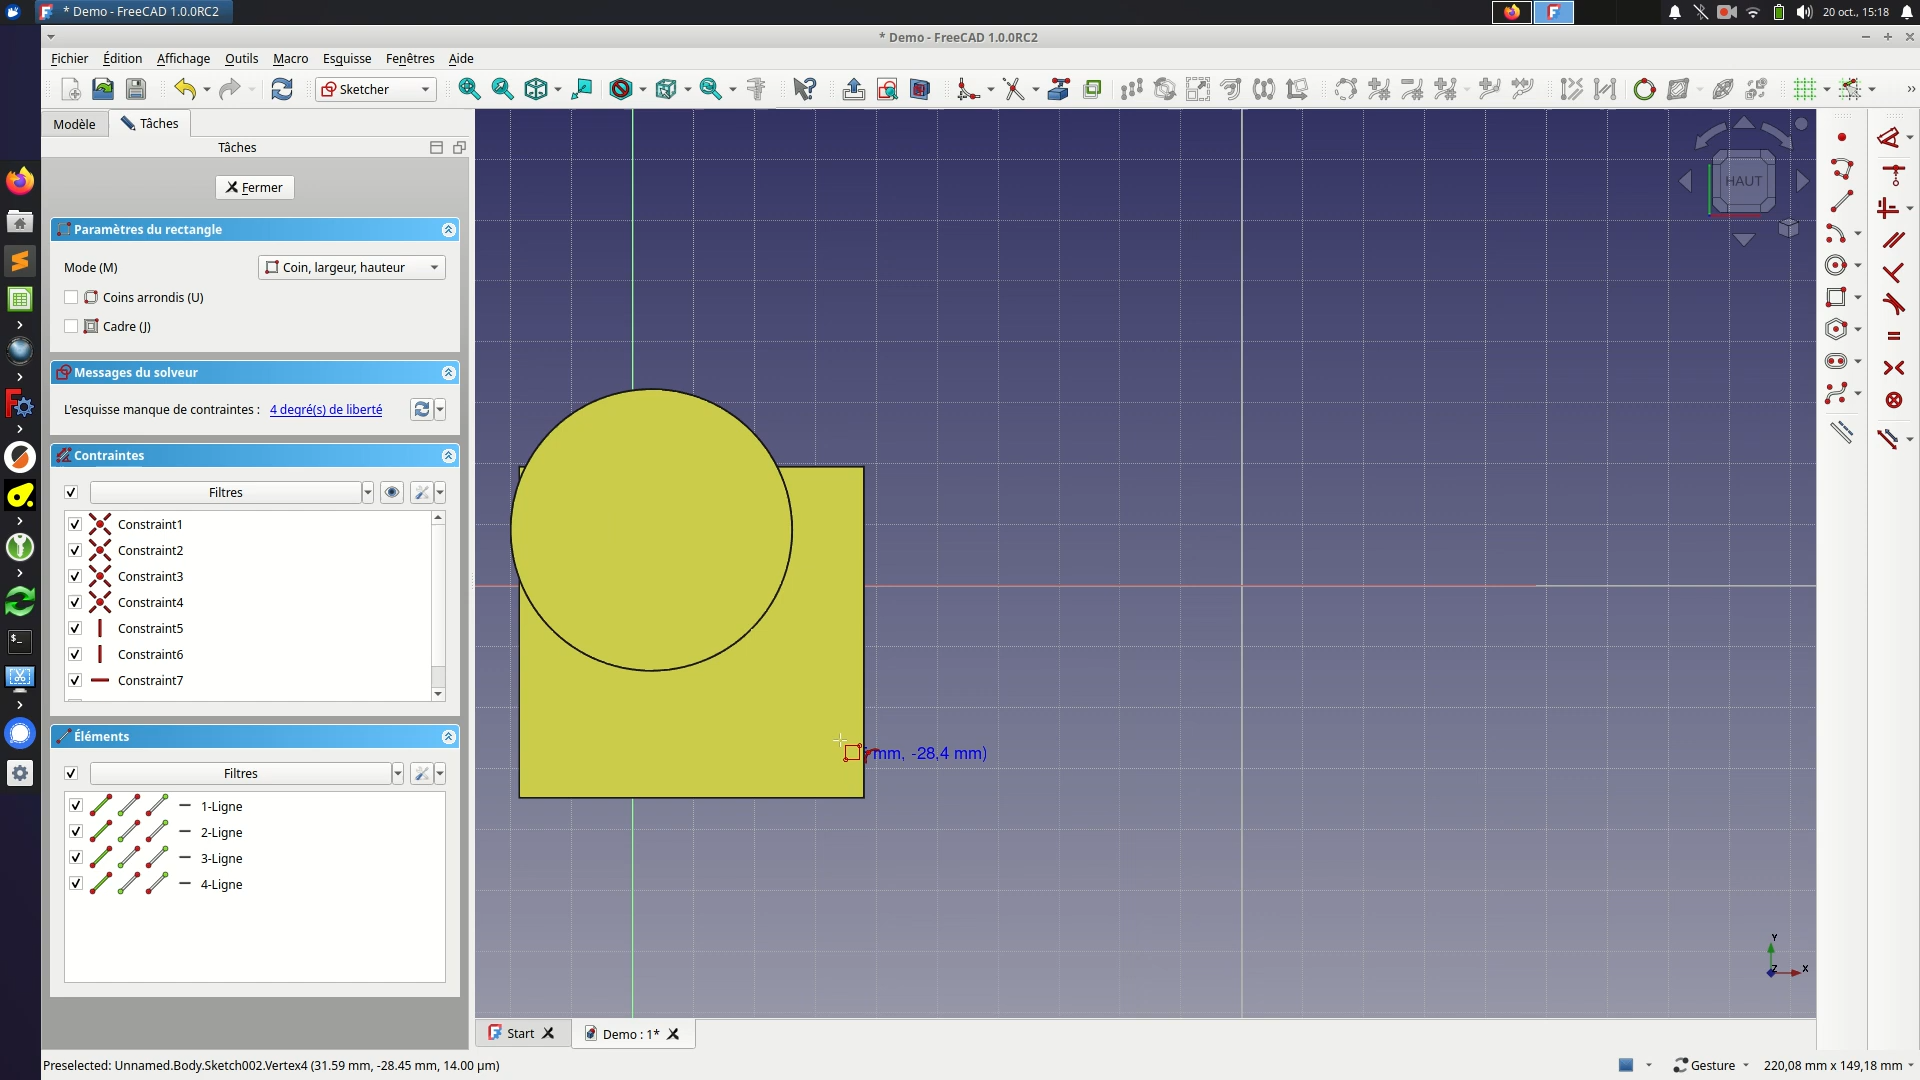 * Demo - FreeCAD 1.0.0RC2
20 oct., 15:18
* Demo - FreeCAD 1.0.0RC2
Fichier Édition Affichage Outils Macro Esquisse Fenêtres Aide
Sketcher
Modèle Tâches
Tâches
Fermer
Paramètres du rectangle
Mode (M) Coin, largeur, hauteur
Coins arrondis (U)
Cadre (J)
Messages du solveur
L'esquisse manque de contraintes : 4 degré(s) de liberté
Contraintes
Filtres
Constraint1
Constraint2
Constraint3
Constraint4
Constraint5
Constraint6
Constraint7
Éléments
Filtres
1-Ligne
2-Ligne
3-Ligne
4-Ligne
HAUT
mm, -28,4 mm)
Y
Z X
Start Demo : 1*
Preselected: Unnamed.Body.Sketch002.Vertex4 (31.59 mm, -28.45 mm, 14.00 µm)
Gesture 220,08 mm x 149,18 mm